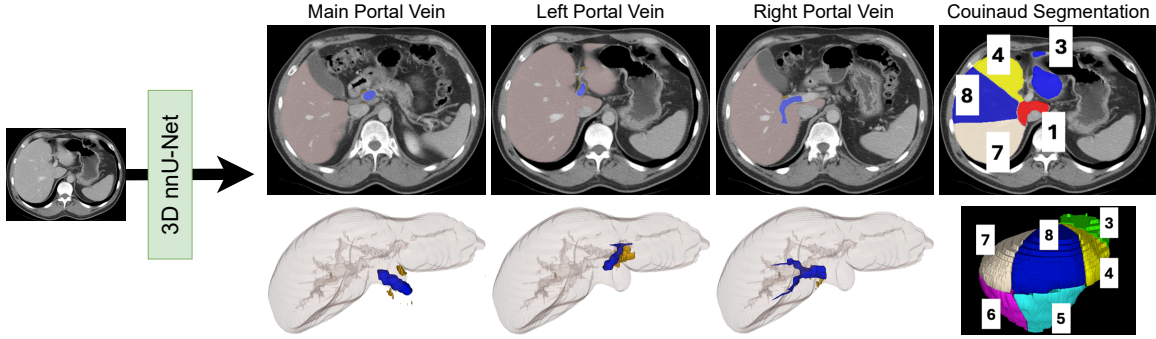 Main Portal Vein
Left Portal Vein
Right Portal Vein
Couinaud Segmentation
3D nnU-Net
3
4
8
1
7
3
8
7
4
6
5